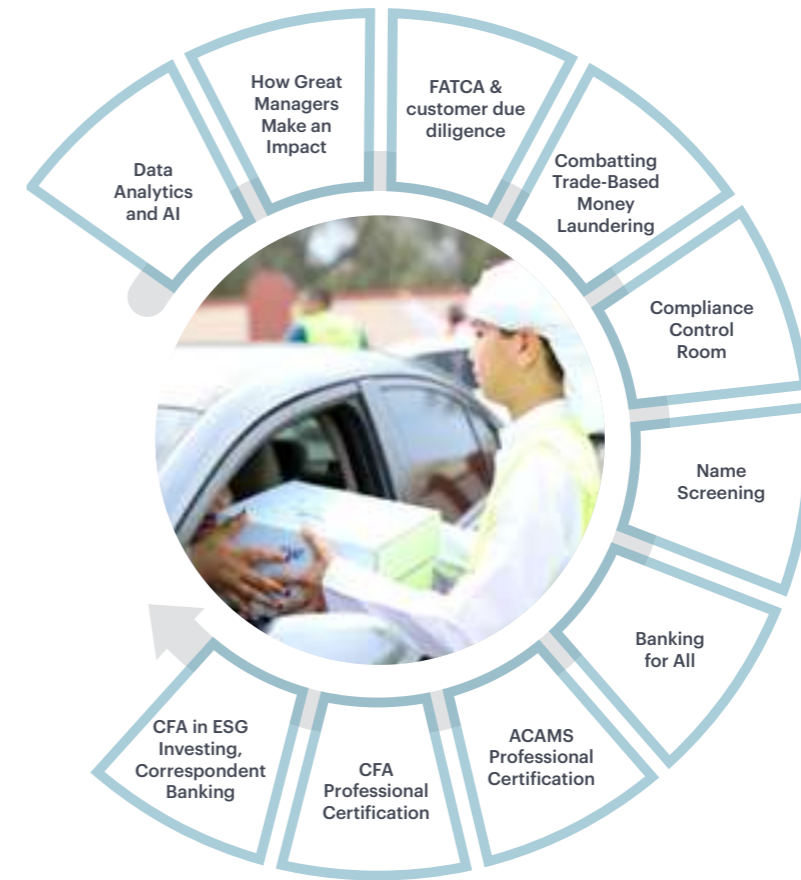 Data
Analytics
and AI
How Great
Managers
Make an
Impact
FATCA &
customer due
diligence
Combatting
Trade-Based
Money
Laundering
Compliance
Control
Room
Name
Screening
Banking
for All
ACAMS
Professional
Certification
CFA
Professional
Certification
CFA in ESG
Investing,
Correspondent
Banking